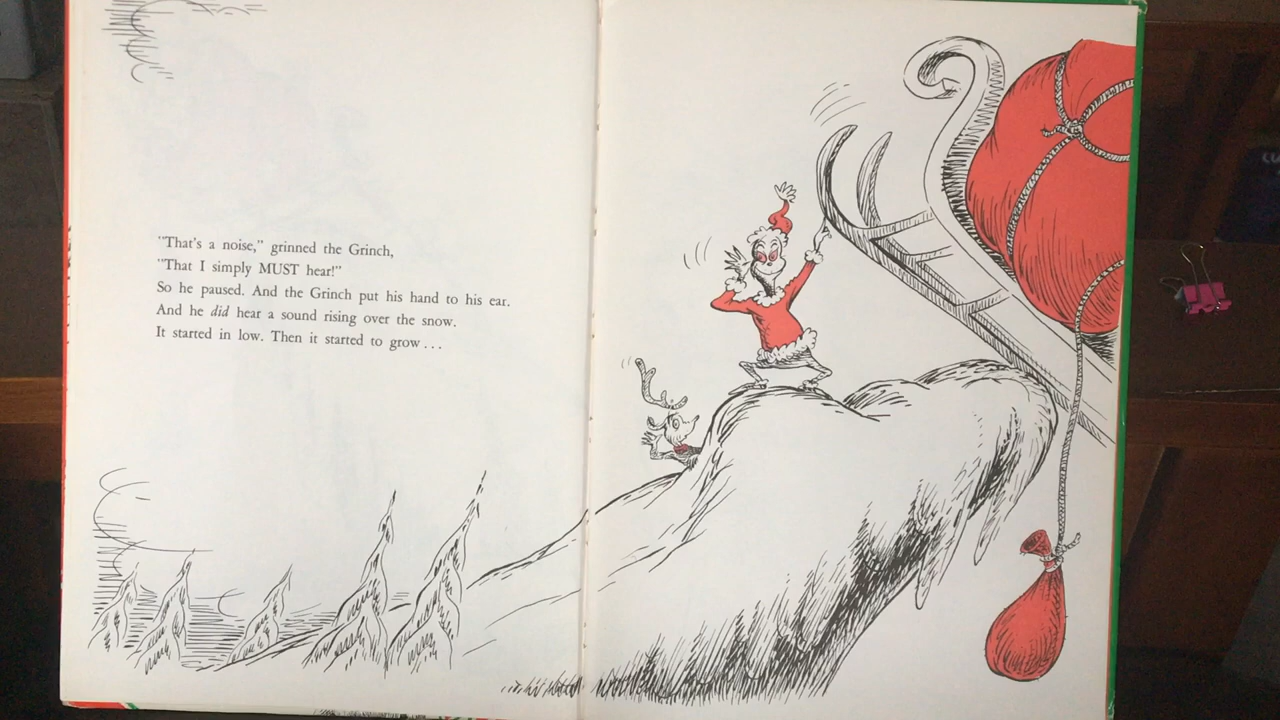 "That's a noise," grinned the Grinch,
"That I simply MUST hear!"
So he paused. And the Grinch put his hand to his ear.
And he did hear a sound rising over the snow.
It started in low. Then it started to grow . . .